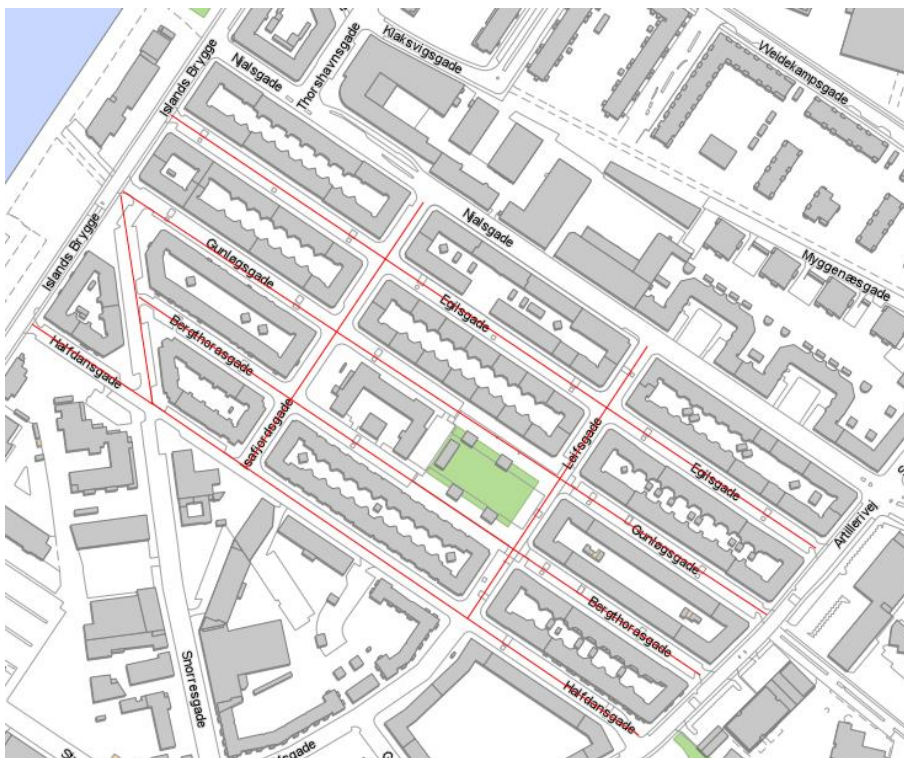 Islands Brygge
Njalsgade
Thorshavnsgade
Klaksvigsgade
Weidekampsgade
Islands Brygge
Gunløgsgade
Njalsgade
Myggenæsgade
Egilsgade
Halfdansgade
Bergthorasgade
Isafjordsgade
Leifsgade
Egilsgade
Artillerivej
Gunløgsgade
Bergthorasgade
Snorresgade
Halfdansgade